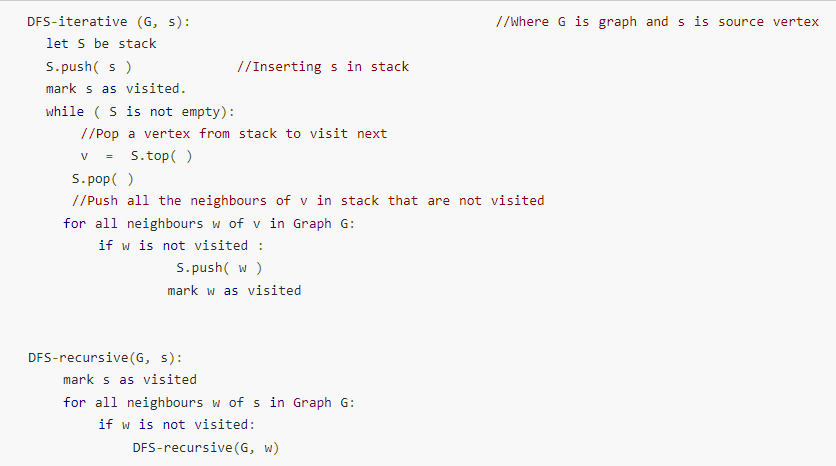 DFS-iterative (G, s): //Where G is graph and s is source vertex
let S be stack
S.push( s ) //Inserting s in stack
mark s as visited.
while ( S is not empty):
//Pop a vertex from stack to visit next
v = S.top( )
S.pop( )
//Push all the neighbours of v in stack that are not visited
for all neighbours w of v in Graph G:
if w is not visited :
S.push( w )
mark w as visited
DFS-recursive(G, s):
mark s as visited
for all neighbours w of s in Graph G:
if w is not visited:
DFS-recursive(G, w)